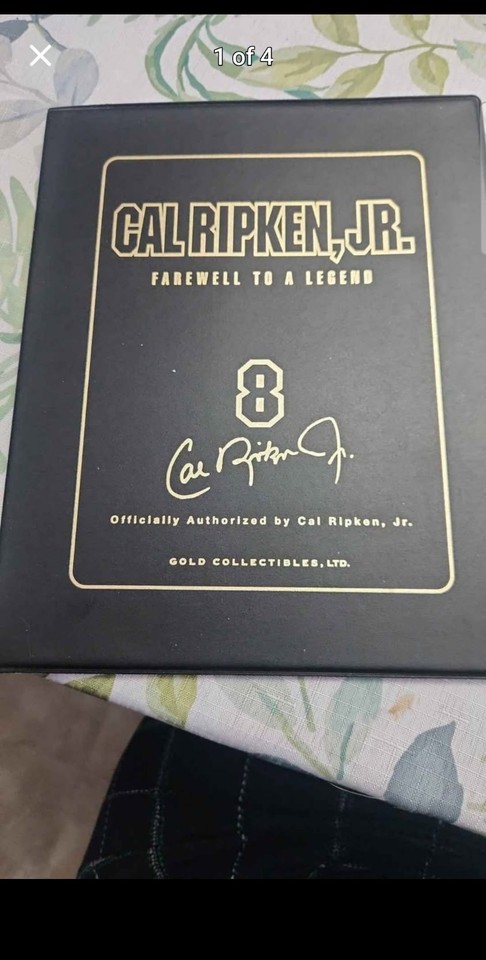 1 of 4
CAL RIPKEN, JR.
FAREWELL TO A LEGEND
8
Cal Ripken Jr.
Officially Authorized by Cal Ripken, Jr.
GOLD COLLECTIBLES, LTD.